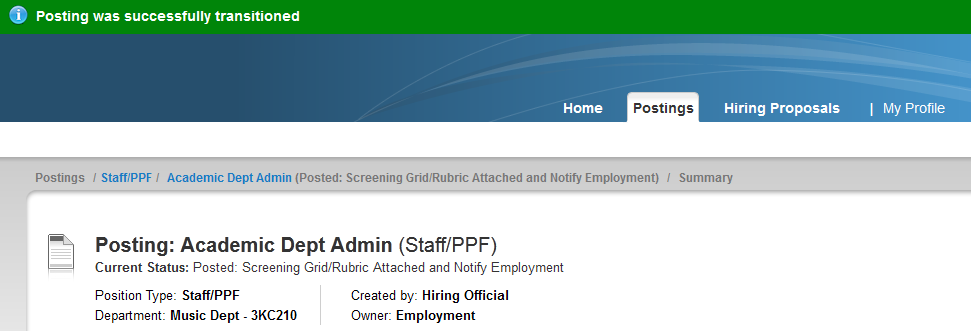 Posting was successfully transitioned
Home Postings Hiring Proposals | My Profile
Postings / Staff/PPF / Academic Dept Admin (Posted: Screening Grid/Rubric Attached and Notify Employment) / Summary
Posting: Academic Dept Admin (Staff/PPF)
Current Status: Posted: Screening Grid/Rubric Attached and Notify Employment
Position Type: Staff/PPF Created by: Hiring Official
Department: Music Dept - 3KC210 Owner: Employment